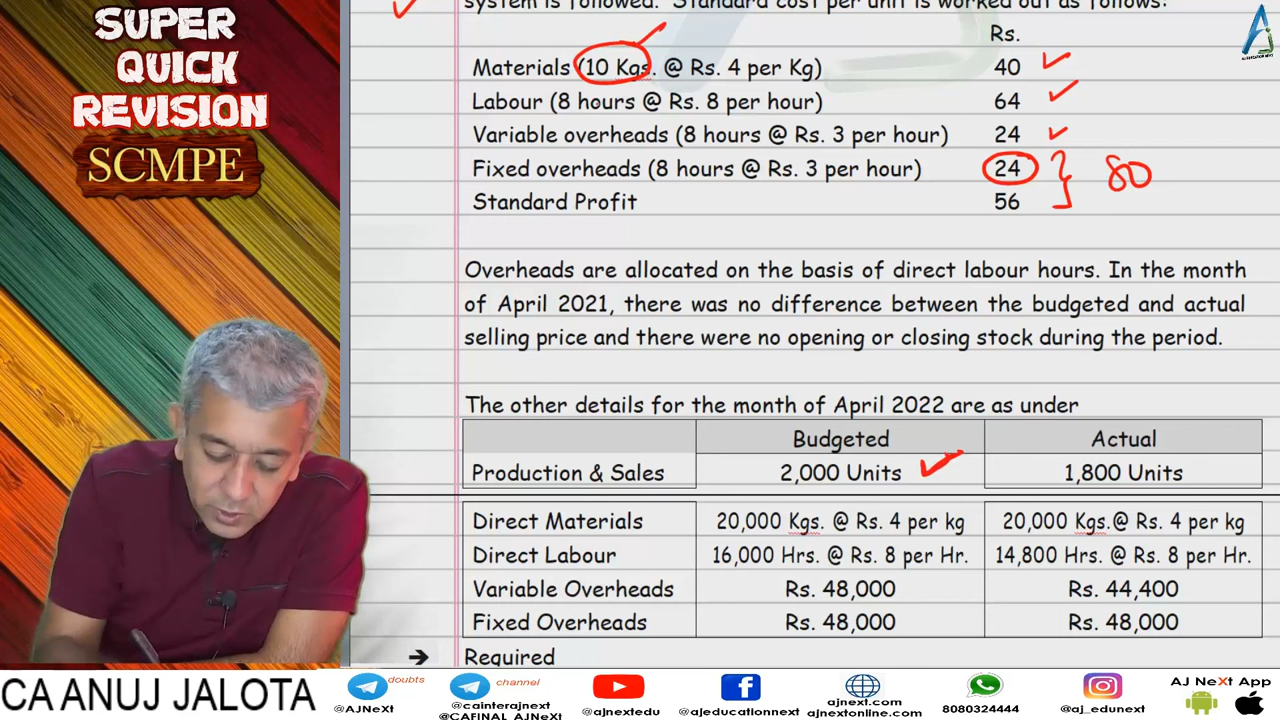 SUPER
QUICK
REVISION
SCMPE
system is followed. Standard cost per unit is worked out as follows:
Rs.
Materials (10 Kgs. @ Rs. 4 per Kg) 40
Labour (8 hours @ Rs. 8 per hour) 64
Variable overheads (8 hours @ Rs. 3 per hour) 24
Fixed overheads (8 hours @ Rs. 3 per hour) 24 80
Standard Profit 56
Overheads are allocated on the basis of direct labour hours. In the month
of April 2021, there was no difference between the budgeted and actual
selling price and there were no opening or closing stock during the period.
The other details for the month of April 2022 are as under
Budgeted Actual
Production & Sales 2,000 Units 1,800 Units
Direct Materials 20,000 Kgs. @ Rs. 4 per kg 20,000 Kgs.@ Rs. 4 per kg
Direct Labour 16,000 Hrs. @ Rs. 8 per Hr. 14,800 Hrs. @ Rs. 8 per Hr.
Variable Overheads Rs. 48,000 Rs. 44,400
Fixed Overheads Rs. 48,000 Rs. 48,000
→ Required
CA ANUJ JALOTA
doubts
@AJNeXt
channel
@cainterajnext
@CAFINAL_AJNeXt
@ajnextedu
@ajeducationnext
ajnext.com
ajnextonline.com
8080324444
@aj_edunext
AJ NeXt App